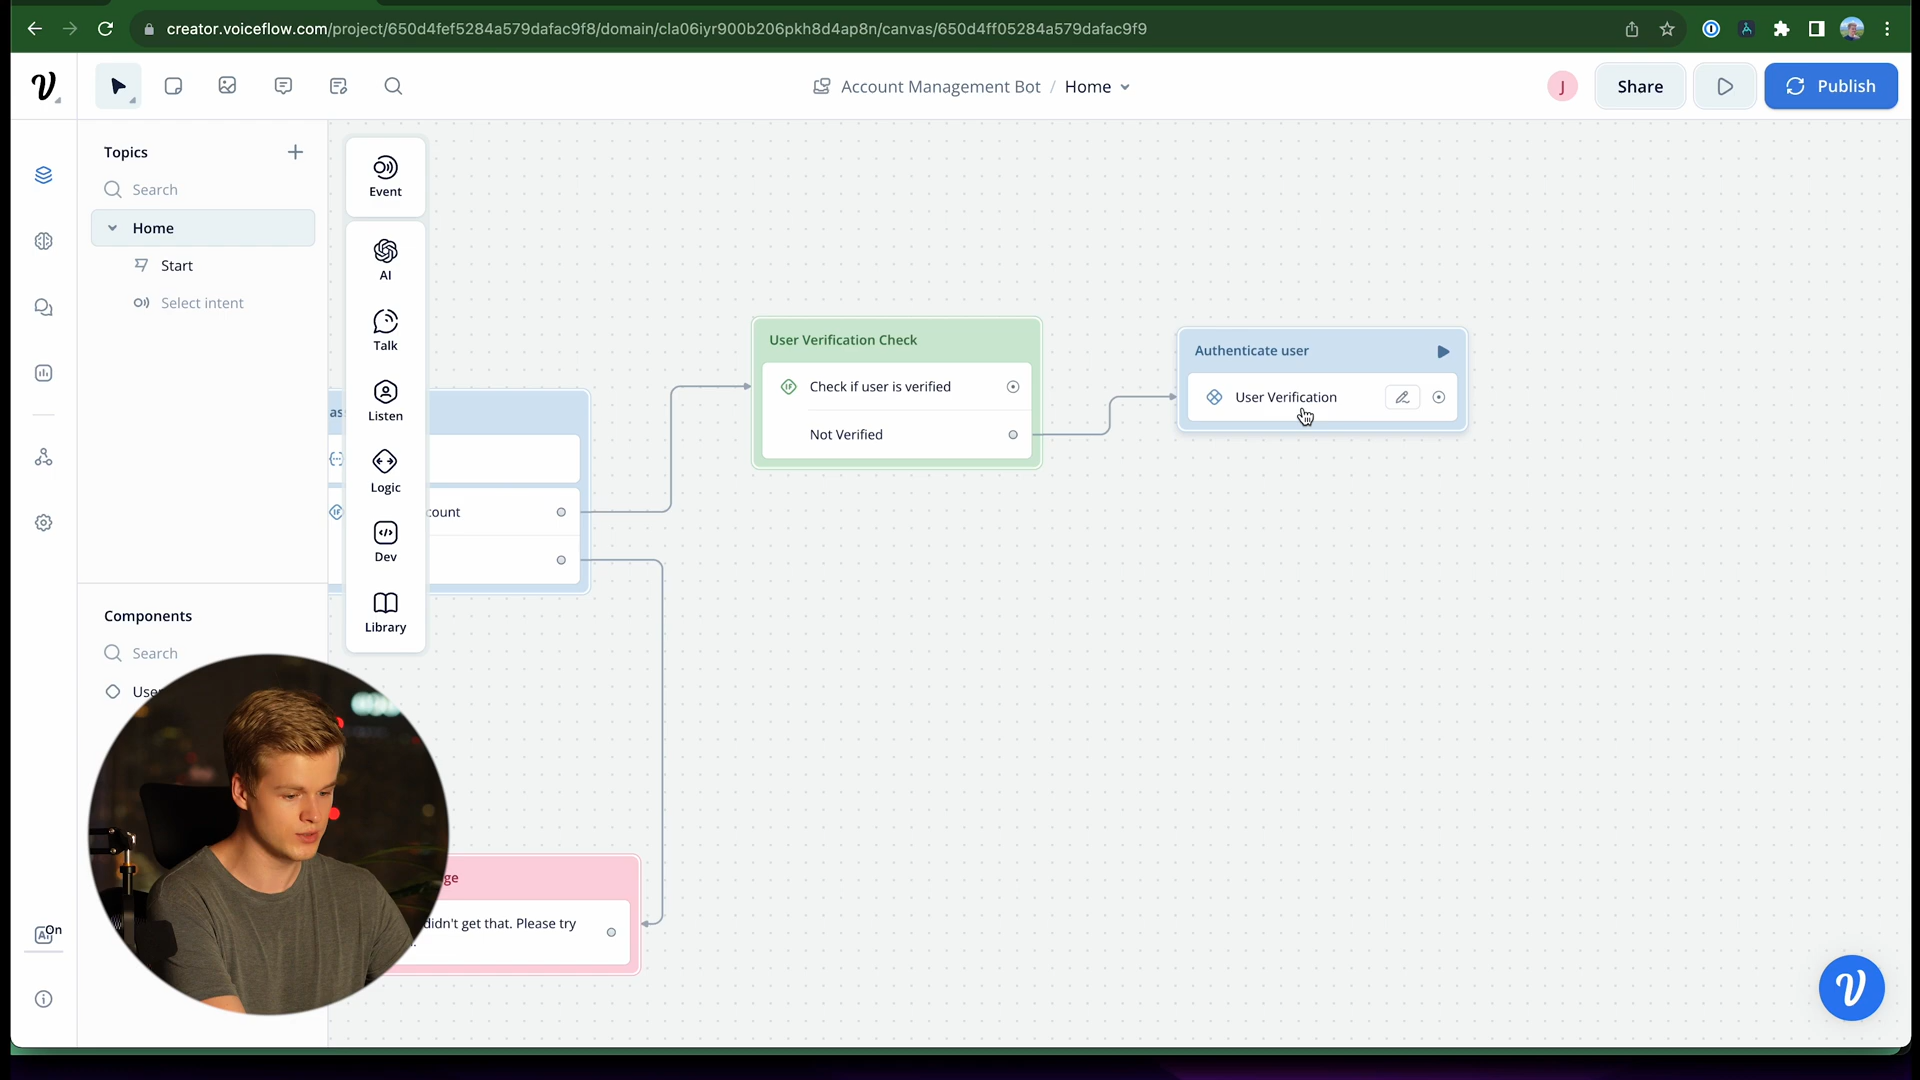 creator.voiceflow.com/project/650d4fef5284a579dafac9f8/domain/cla06iyr900b206pkh8d4ap8n/canvas/650d4ff05284a579dafac9f9
Account Management Bot / Home
J
Share
Publish
Topics
Search
Home
Start
Select intent
Event
AI
Talk
Listen
Logic
Dev
Library
User Verification Check
Check if user is verified
Not Verified
Authenticate user
User Verification
count
Components
Search
didn't get that. Please try
On